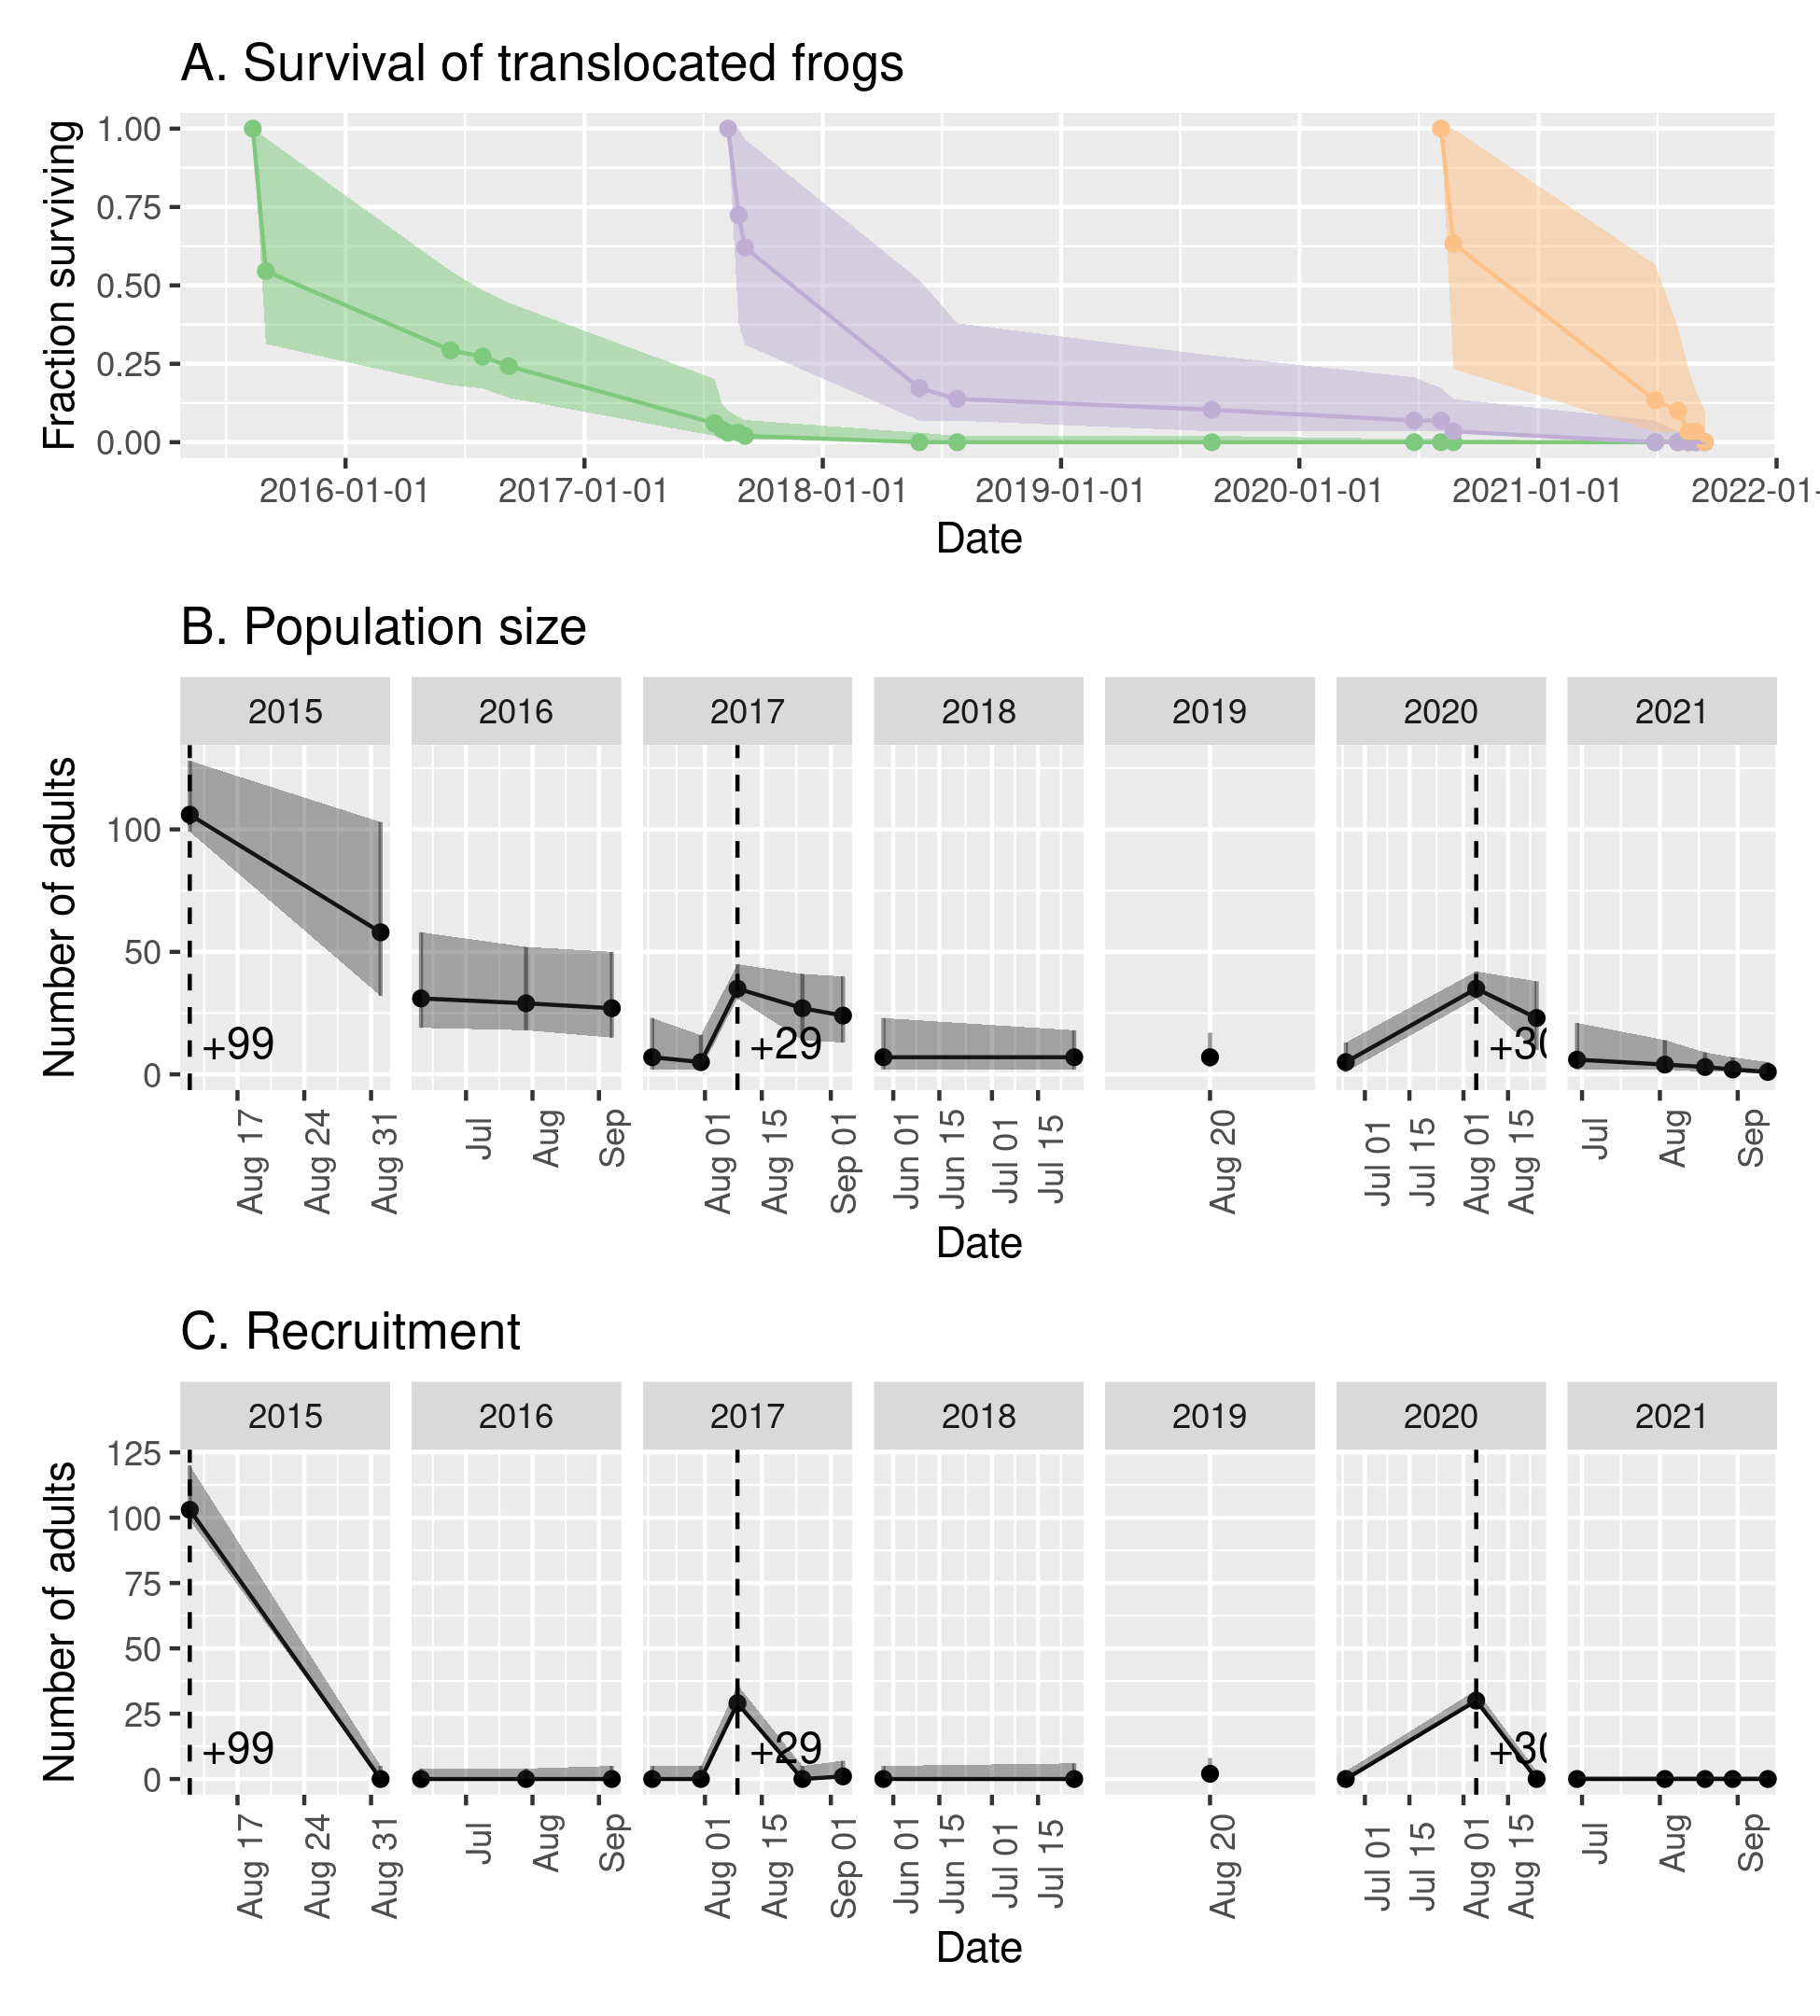 A. Survival of translocated frogs
Fraction surviving
1.00
0.75
0.50
0.25
0.00
2016-01-01 2017-01-01 2018-01-01 2019-01-01 2020-01-01 2021-01-01 2022-01-
Date
B. Population size
2015 2016 2017 2018 2019 2020 2021
Number of adults
100
50
0
+99 +29 +30
Aug 17 Aug 24 Aug 31 Jul Aug Sep Aug 01 Aug 15 Sep 01 Jun 01 Jun 15 Jul 01 Jul 15 Aug 20 Jul 01 Jul 15 Aug 01 Aug 15 Jul Aug Sep
Date
C. Recruitment
2015 2016 2017 2018 2019 2020 2021
Number of adults
125
100
75
50
25
0
+99 +29 +30
Aug 17 Aug 24 Aug 31 Jul Aug Sep Aug 01 Aug 15 Sep 01 Jun 01 Jun 15 Jul 01 Jul 15 Aug 20 Jul 01 Jul 15 Aug 01 Aug 15 Jul Aug Sep
Date